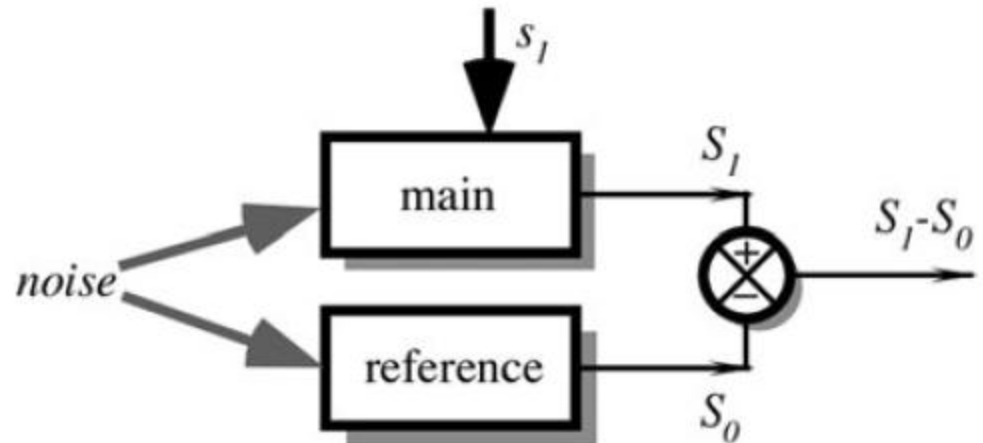 s₁
S₁
main
S₁-S₀
+
noise
−
reference
S₀